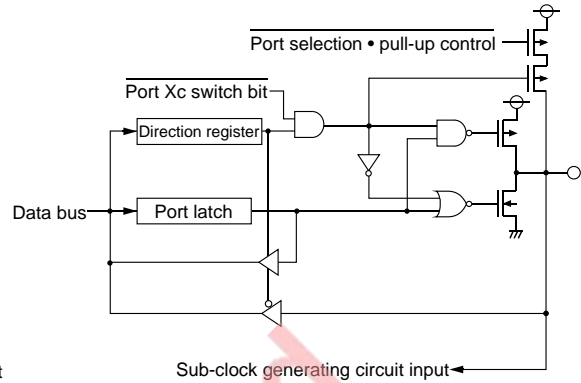 Port selection • pull-up control
Port Xc switch bit
Direction register
Data bus
Port latch
t
Sub-clock generating circuit input